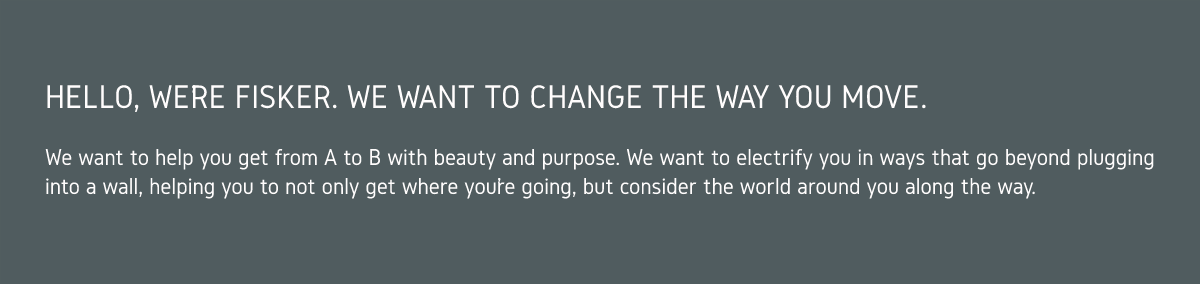 HELLO, WE'RE FISKER. WE WANT TO CHANGE THE WAY YOU MOVE.
We want to help you get from A to B with beauty and purpose. We want to electrify you in ways that go beyond plugging
into a wall, helping you to not only get where you're going, but consider the world around you along the way.